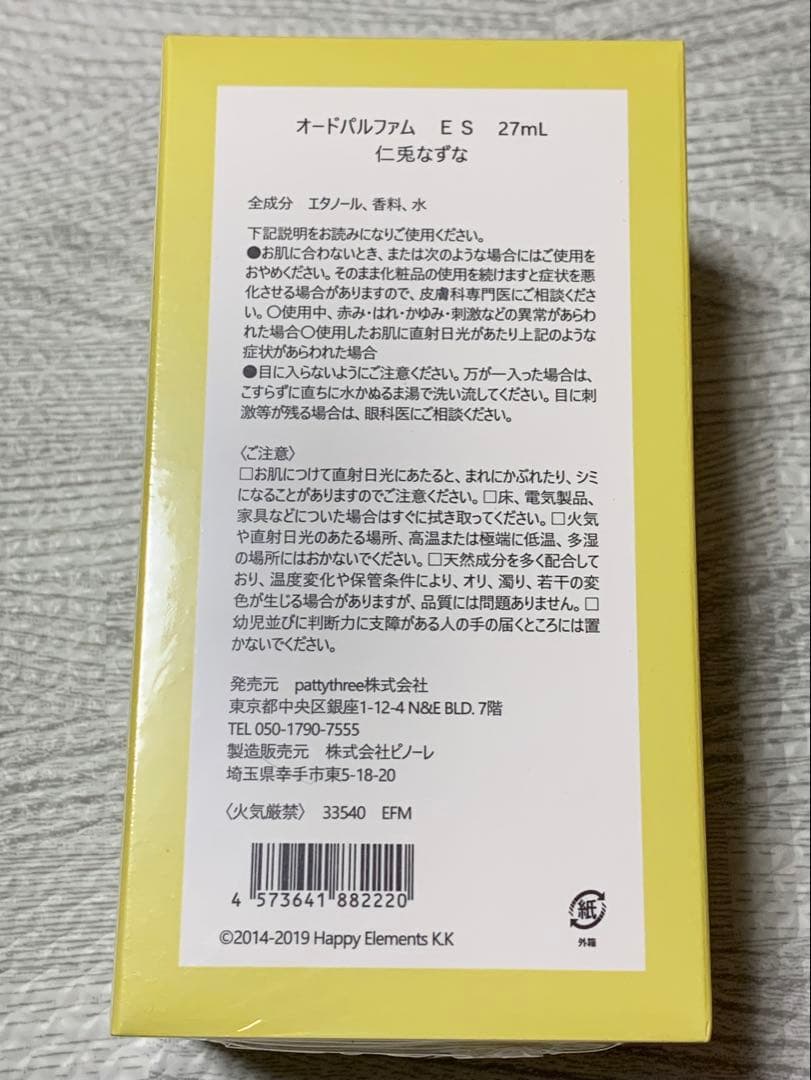 オードパルファム　ＥＳ　27mL
仁兎なずな
全成分　エタノール、香料、水
下記説明をお読みになりご使用ください。
●お肌に合わないとき、または次のような場合にはご使用を
おやめください。そのまま化粧品の使用を続けますと症状を悪
化させる場合がありますので、皮膚科専門医にご相談くださ
い。〇使用中、赤み・はれ・かゆみ・刺激などの異常があらわ
れた場合〇使用したお肌に直射日光があたり上記のような
症状があらわれた場合
●目に入らないようにご注意ください。万が一入った場合は、
こすらずに直ちに水かぬるま湯で洗い流してください。目に刺
激等が残る場合は、眼科医にご相談ください。
〈ご注意〉
□お肌につけて直射日光にあたると、まれにかぶれたり、シミ
になることがありますのでご注意ください。□床、電気製品、
家具などについた場合はすぐに拭き取ってください。□火気
や直射日光のあたる場所、高温または極端に低温、多湿
の場所にはおかないでください。□天然成分を多く配合して
おり、温度変化や保管条件により、オリ、濁り、若干の変
色が生じる場合がありますが、品質には問題ありません。□
幼児並びに判断力に支障がある人の手の届くところには置
かないでください。
発売元　pattythree株式会社
東京都中央区銀座1-12-4 N&E BLD. 7階
TEL 050-1790-7555
製造販売元　株式会社ピノーレ
埼玉県幸手市東5-18-20
〈火気厳禁〉　33540　EFM
4 573641 882220
紙
外箱
©2014-2019 Happy Elements K.K